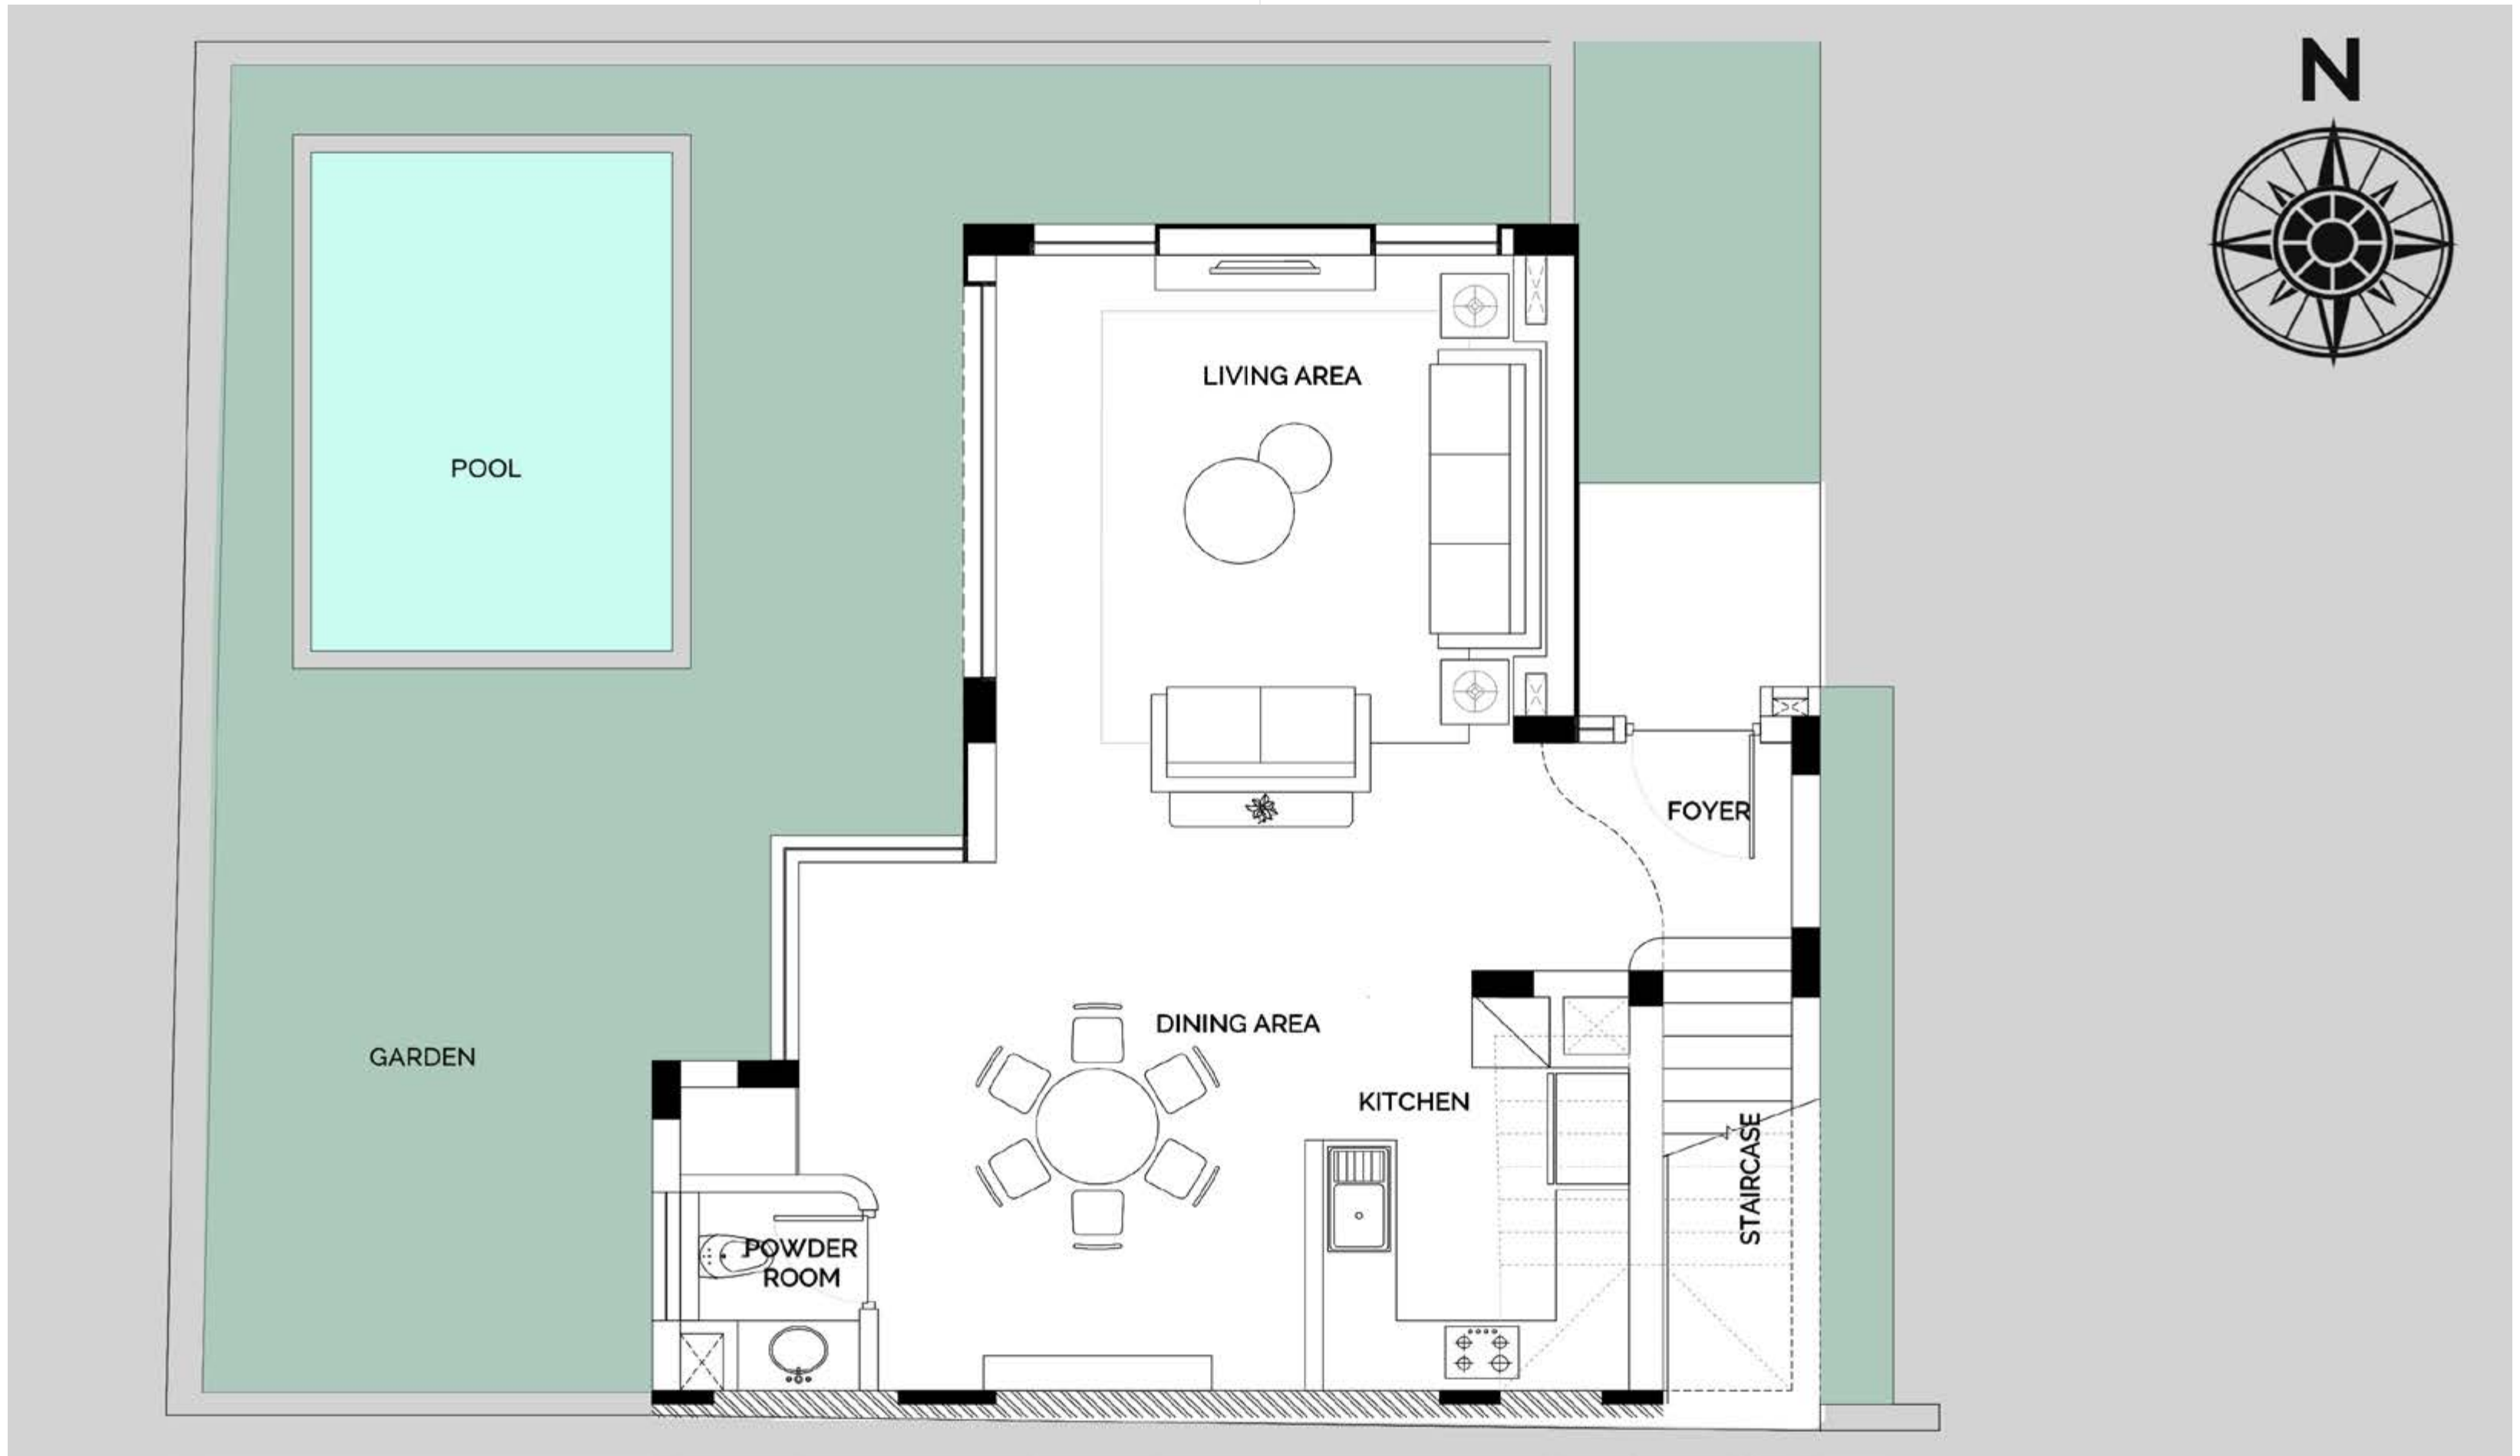 N
LIVING AREA
POOL
FOYER
DINING AREA
GARDEN
KITCHEN
STAIRCASE
POWDER
ROOM